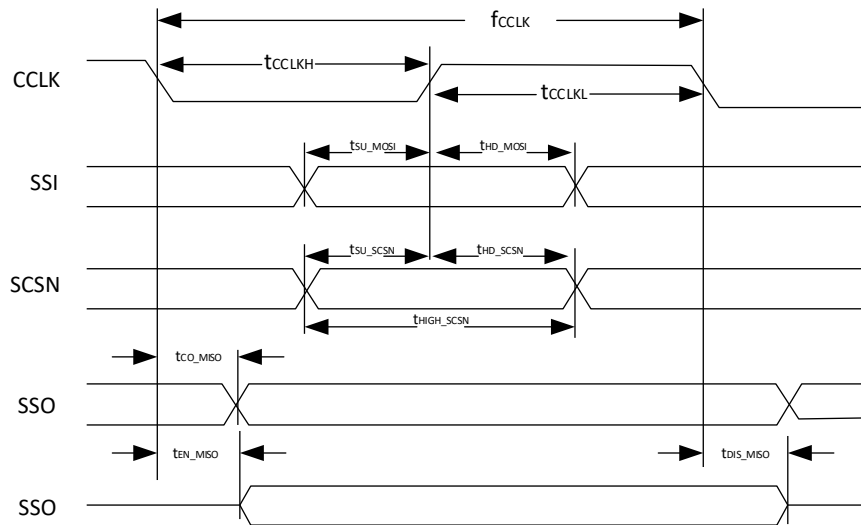 fCCLK
tCCLKH
CCLK
tCCLKL
tSU_MOSI
tHD_MOSI
SSI
tSU_SCSN
tHD_SCSN
SCSN
tHIGH_SCSN
tCO_MISO
SSO
tEN_MISO
tDIS_MISO
SSO